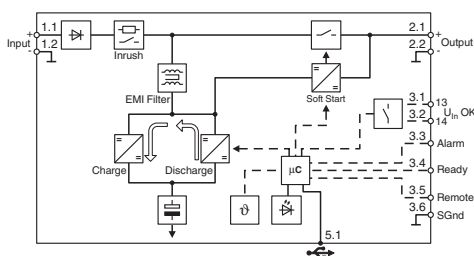 + 1.1
Input 1.2
-
Inrush
EMI Filter
Charge
Discharge
Soft Start
μC
ϑ
2.1 +
2.2 Output
-
3.1 13
3.2 14
U In OK
3.3 Alarm
3.4 Ready
3.5 Remote
3.6 SGnd
5.1